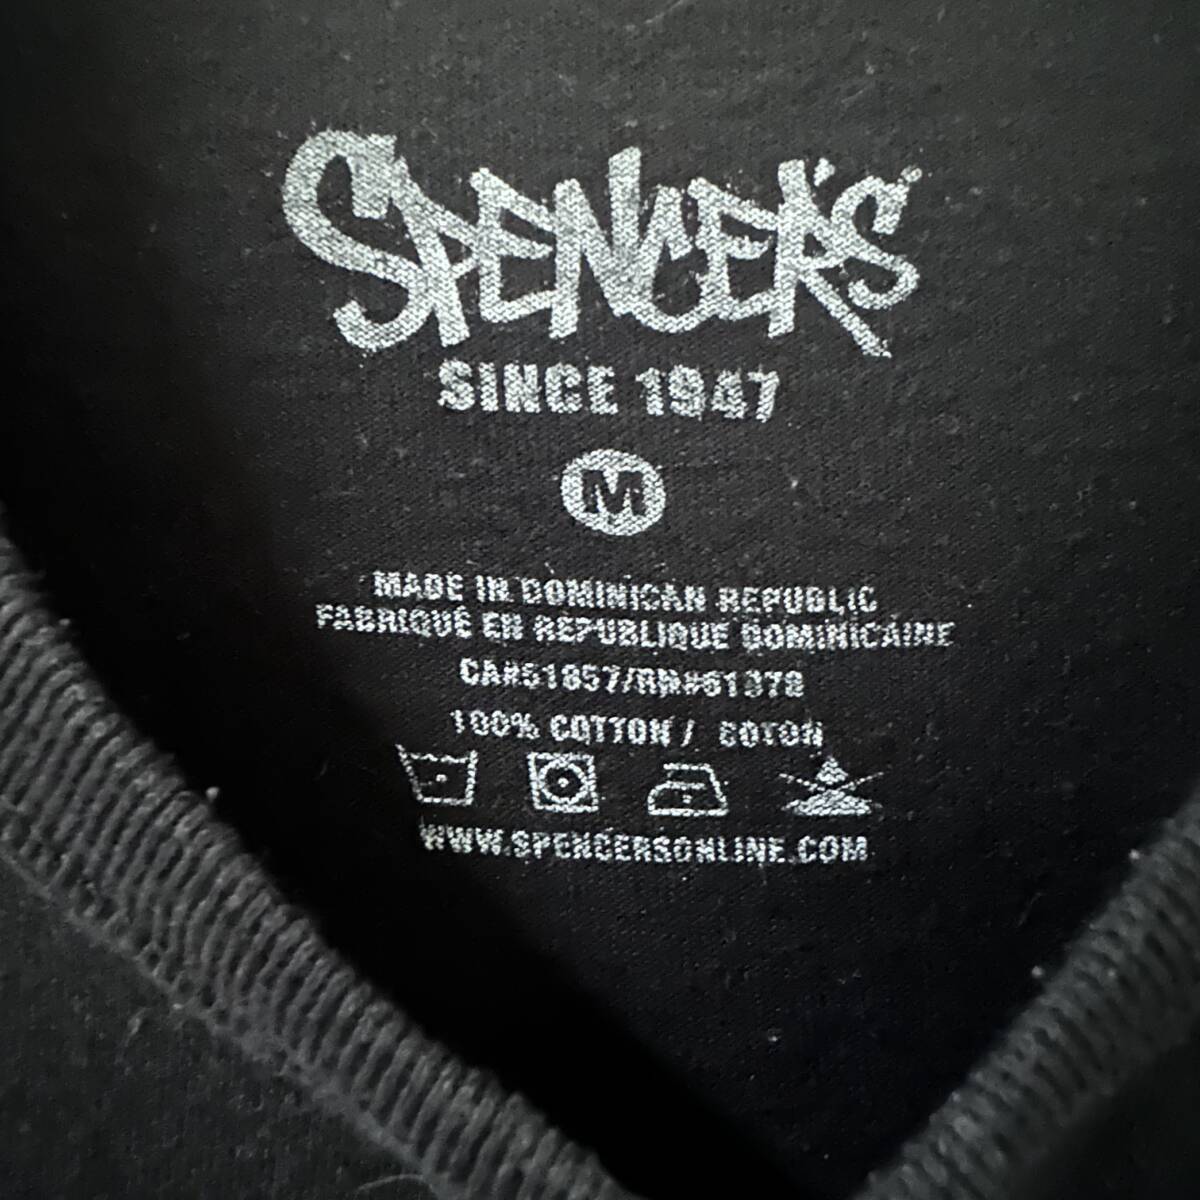 SPENCER'S
SINCE 1947
M
MADE IN DOMINICAN REPUBLIC
FABRIQUÉ EN REPUBLIQUE DOMINICAINE
CA#51857/RN#61378
100% COTTON / COTON
WWW.SPENCERSONLINE.COM